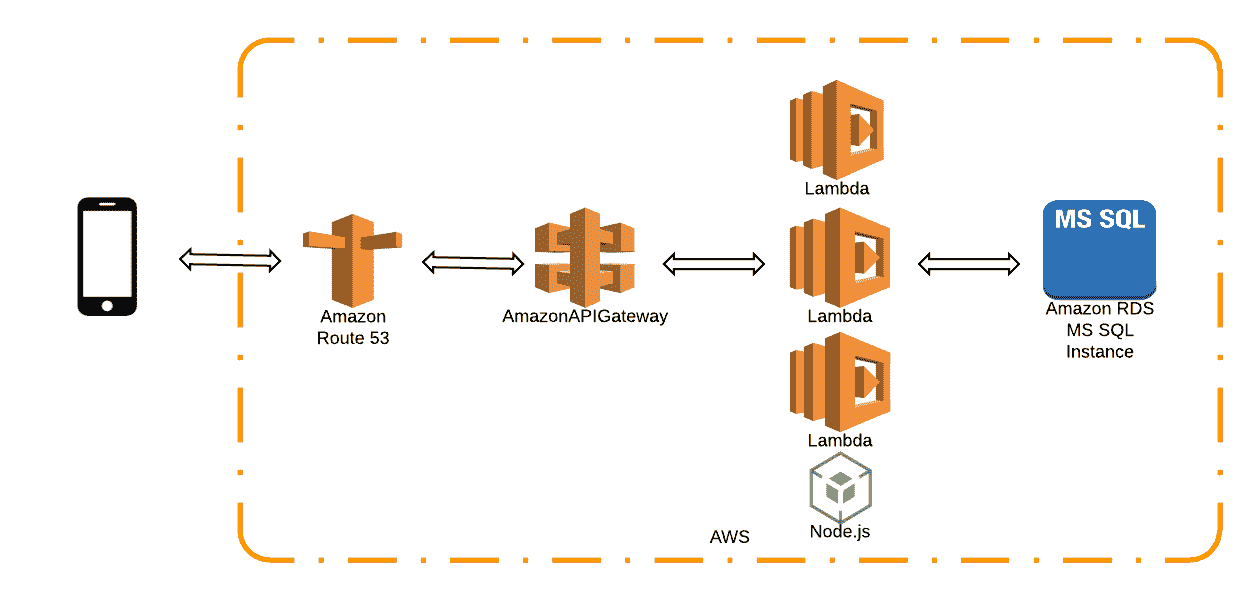 Lambda
MS SQL
Amazon
Route 53
AmazonAPIGateway
Lambda
Amazon RDS
MS SQL
Instance
Lambda
Node.js
AWS